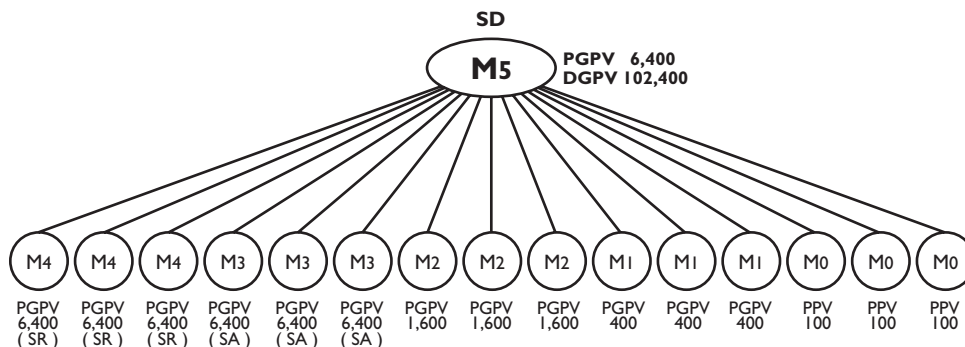 SD
M5
PGPV 6,400
DGPV 102,400
M4 M4 M4 M3 M3 M3 M2 M2 M2 M1 M1 M1 M0 M0 M0
PGPV PGPV PGPV PGPV PGPV PGPV PGPV PGPV PGPV PGPV PGPV PGPV PPV PPV PPV
6,400 6,400 6,400 6,400 6,400 6,400 1,600 1,600 1,600 400 400 400 100 100 100
( SR ) ( SR ) ( SR ) ( SA ) ( SA ) ( SA )